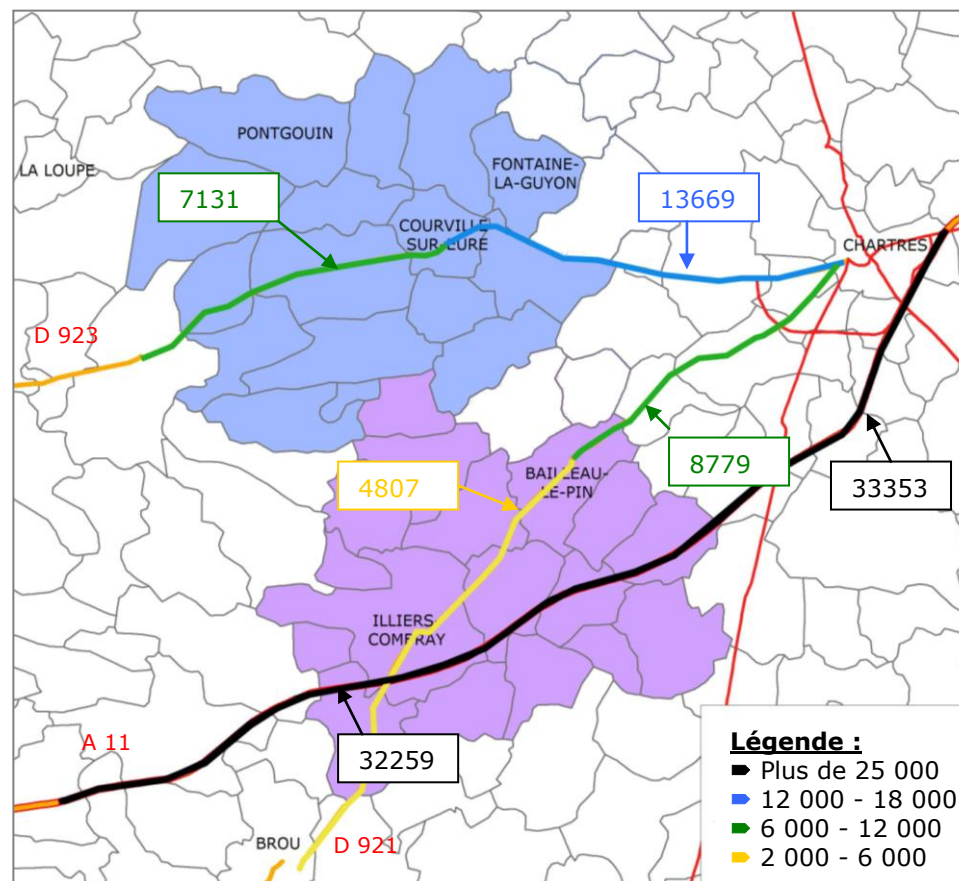 PONTGOUIN
LA LOUPE
FONTAINE-
LA-GUYON
7131
13669
COURVILLE
SUR-EURE
CHARTRES
D 923
8779
BAILLEAU-
LE-PIN
4807
33353
ILLIERS
COMBRAY
A 11
32259
BROU
D 921
Légende :
Plus de 25 000
12 000 - 18 000
6 000 - 12 000
2 000 - 6 000